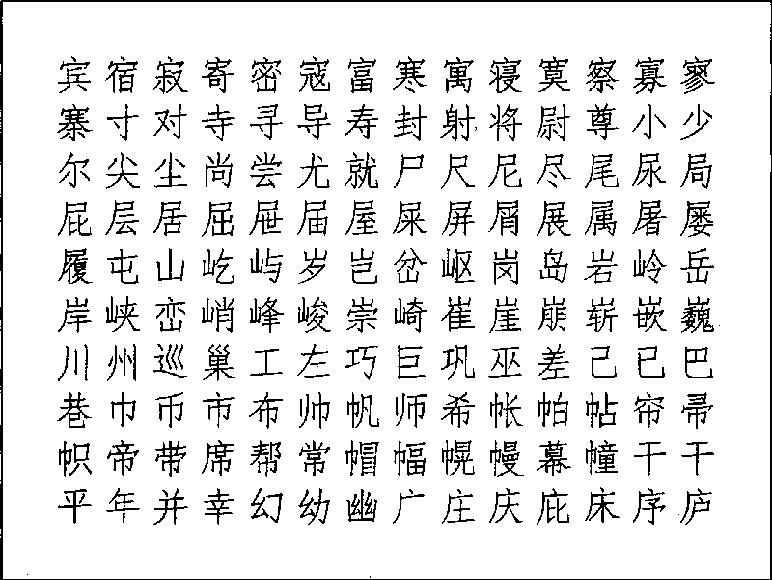 宾宿寂寄密寇富寒寓寝寞察寡寥
寨寸对寺寻导寿封射将尉尊小少
尔尖尘尚尝尤就尸尺尼尽尾尿局
屁层居屈屉届屋屎屏屑展属屠屡
履屯山屹屿岁岂岔岖岗岛岩岭岳
岸峡峦峭峰峻崇崎崔崖崩崭嵌巍
川州巡巢工左巧巨巩巫差己已巴
巷巾币市布帅帆师希帐帕帖帘帚
帜帝带席帮常帽幅幌幔幕幢干干
平年并幸幻幼幽广庄庆庇床序庐